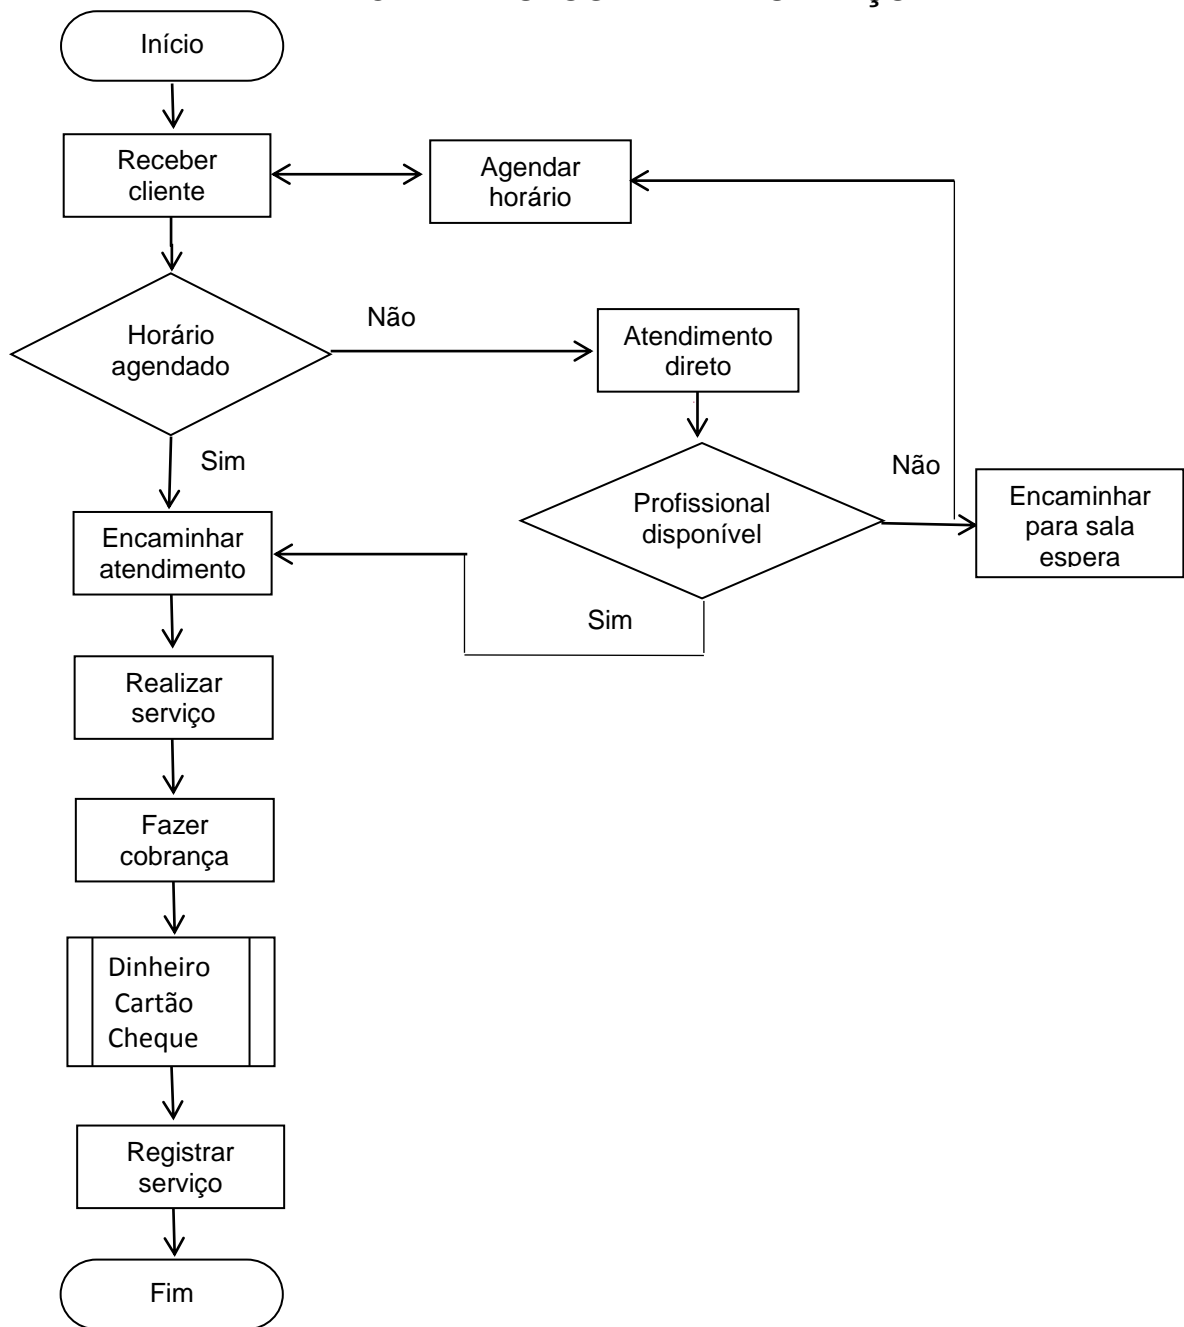 Início
Receber
cliente
Agendar
horário
Horário
agendado
Não
Atendimento
direto
Sim
Profissional
disponível
Não
Encaminhar
para sala
espera
Encaminhar
atendimento
Sim
Realizar
serviço
Fazer
cobrança
Dinheiro
Cartão
Cheque
Registrar
serviço
Fim